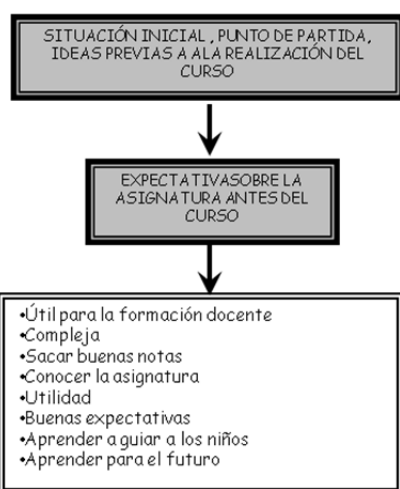 SITUACIÓN INICIAL , PUNTO DE PARTIDA,
IDEAS PREVIAS A ALA REALIZACIÓN DEL
CURSO
EXPECTATIVASOBRE LA
ASIGNATURA ANTES DEL
CURSO
•Útil para la formación docente
•Compleja
•Sacar buenas notas
•Conocer la asignatura
•Utilidad
•Buenas expectativas
•Aprender a guiar a los niños
•Aprender para el futuro